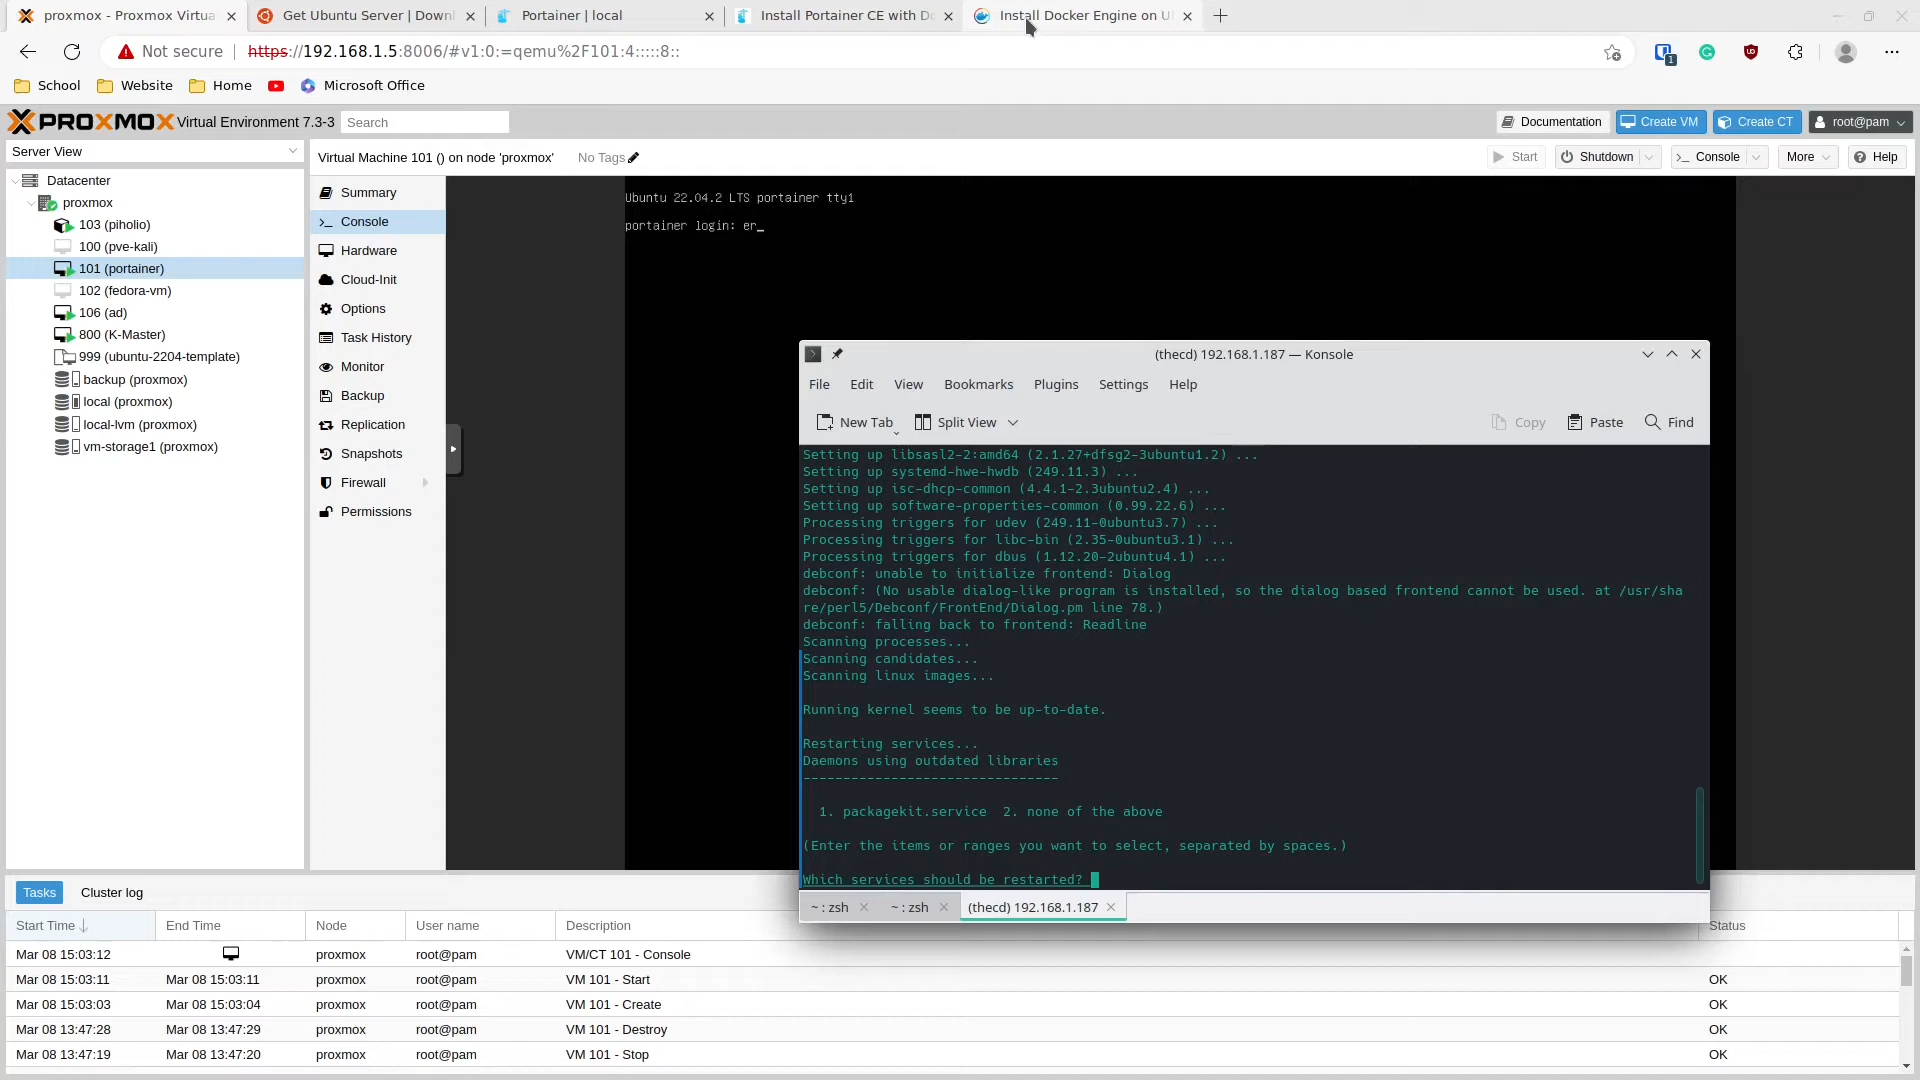 proxmox - Proxmox Virtua
Get Ubuntu Server | Downl
Portainer | local
Install Portainer CE with Do
Install Docker Engine on U
Not secure
https://192.168.1.5:8006/#v1:0:=qemu%2F101:4:::::8::
1
School
Website
Home
Microsoft Office
PROXMOX Virtual Environment 7.3-3
Search
Documentation
Create VM
Create CT
root@pam
Server View
Virtual Machine 101 () on node 'proxmox'
No Tags
Start
Shutdown
Console
More
Help
Datacenter
proxmox
103 (piholio)
100 (pve-kali)
101 (portainer)
102 (fedora-vm)
106 (ad)
800 (K-Master)
999 (ubuntu-2204-template)
backup (proxmox)
local (proxmox)
local-lvm (proxmox)
vm-storage1 (proxmox)
Summary
Console
Hardware
Cloud-Init
Options
Task History
Monitor
Backup
Replication
Snapshots
Firewall
Permissions
Ubuntu 22.04.2 LTS portainer tty1
portainer login: er_
(thecd) 192.168.1.187 — Konsole
File
Edit
View
Bookmarks
Plugins
Settings
Help
New Tab
Split View
Copy
Paste
Find
Setting up libsasl2-2:amd64 (2.1.27+dfsg2-3ubuntu1.2) ...
Setting up systemd-hwe-hwdb (249.11.3) ...
Setting up isc-dhcp-common (4.4.1-2.3ubuntu2.4) ...
Setting up software-properties-common (0.99.22.6) ...
Processing triggers for udev (249.11-0ubuntu3.7) ...
Processing triggers for libc-bin (2.35-0ubuntu3.1) ...
Processing triggers for dbus (1.12.20-2ubuntu4.1) ...
debconf: unable to initialize frontend: Dialog
debconf: (No usable dialog-like program is installed, so the dialog based frontend cannot be used. at /usr/sha
re/perl5/Debconf/FrontEnd/Dialog.pm line 78.)
debconf: falling back to frontend: Readline
Scanning processes...
Scanning candidates...
Scanning linux images...
Running kernel seems to be up-to-date.
Restarting services...
Daemons using outdated libraries
--------------------------------
1. packagekit.service  2. none of the above
(Enter the items or ranges you want to select, separated by spaces.)
Which services should be restarted?
~ : zsh
~ : zsh
(thecd) 192.168.1.187
Tasks
Cluster log
Start Time
End Time
Node
User name
Description
Status
Mar 08 15:03:12 proxmox root@pam VM/CT 101 - Console
Mar 08 15:03:11 Mar 08 15:03:11 proxmox root@pam VM 101 - Start OK
Mar 08 15:03:03 Mar 08 15:03:04 proxmox root@pam VM 101 - Create OK
Mar 08 13:47:28 Mar 08 13:47:29 proxmox root@pam VM 101 - Destroy OK
Mar 08 13:47:19 Mar 08 13:47:20 proxmox root@pam VM 101 - Stop OK